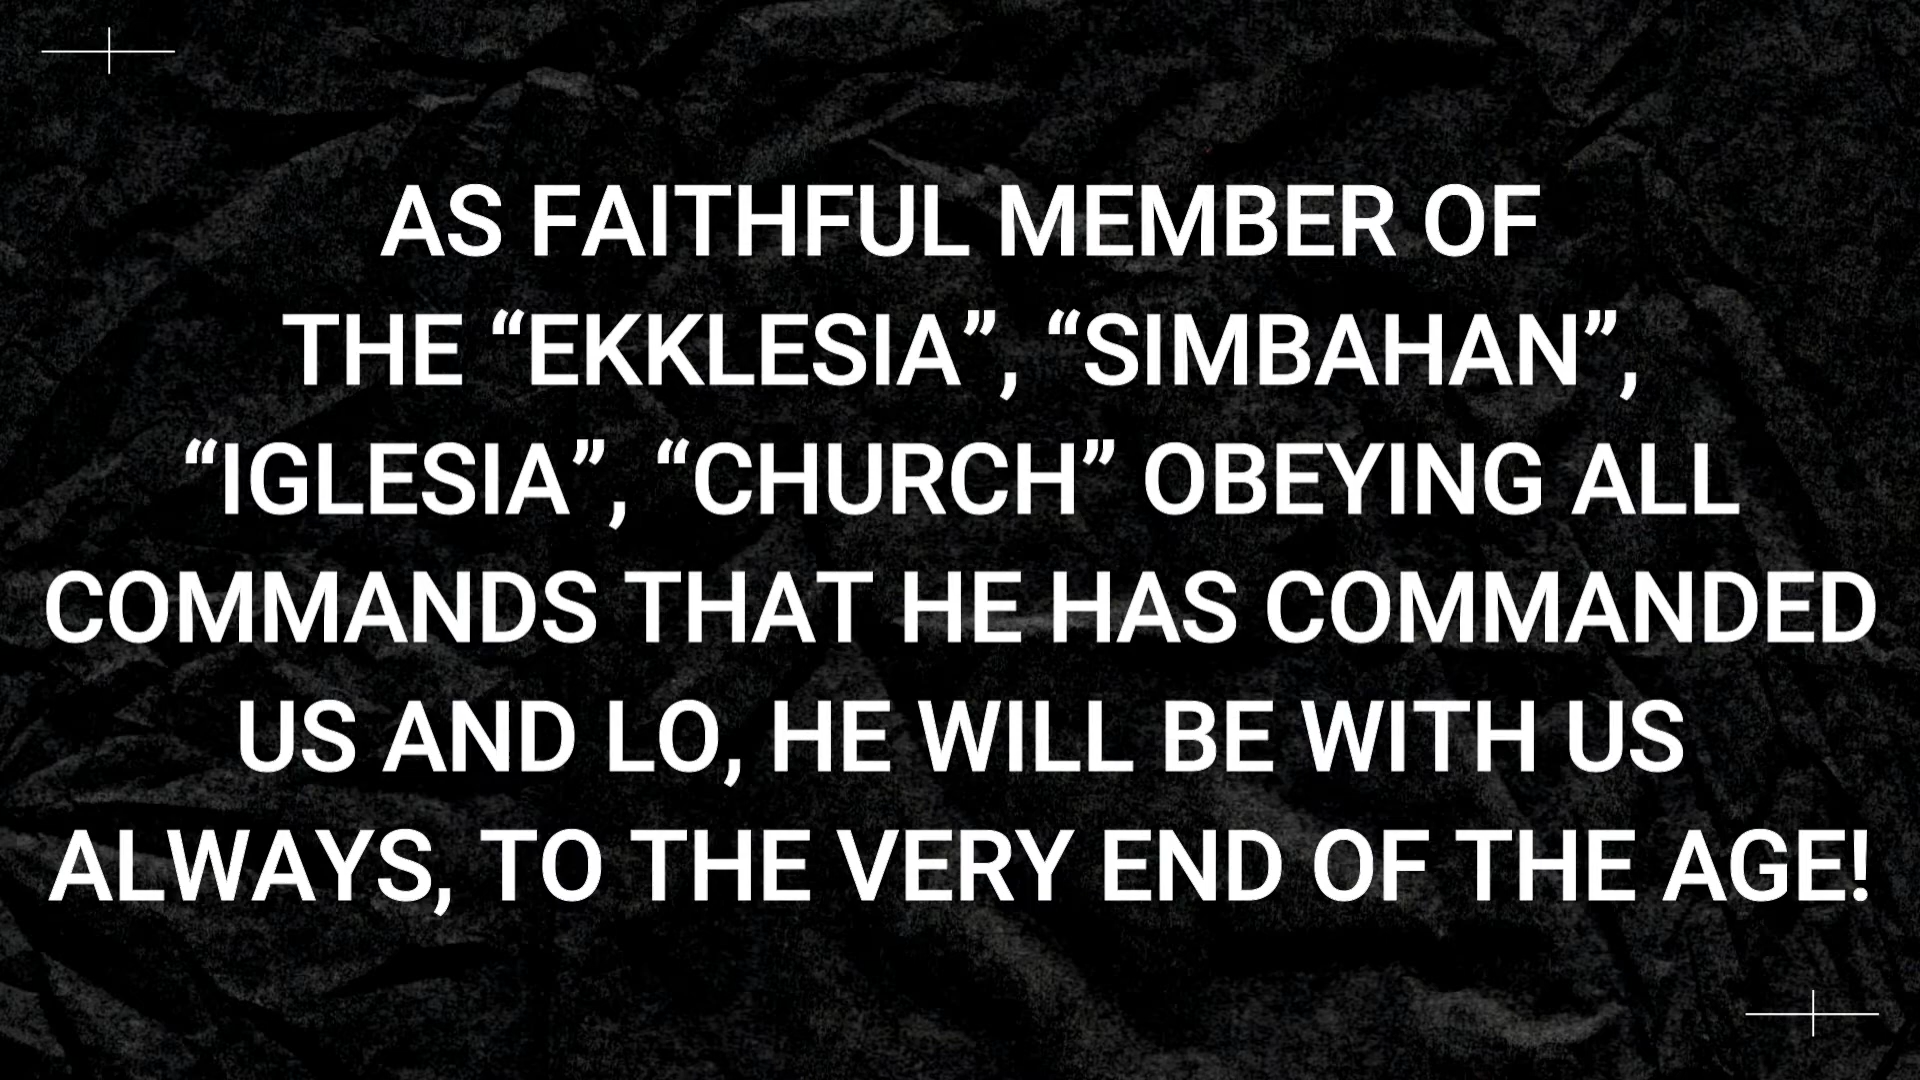 AS FAITHFUL MEMBER OF
THE “EKKLESIA”, “SIMBAHAN”,
“IGLESIA”, “CHURCH” OBEYING ALL
COMMANDS THAT HE HAS COMMANDED
US AND LO, HE WILL BE WITH US
ALWAYS, TO THE VERY END OF THE AGE!